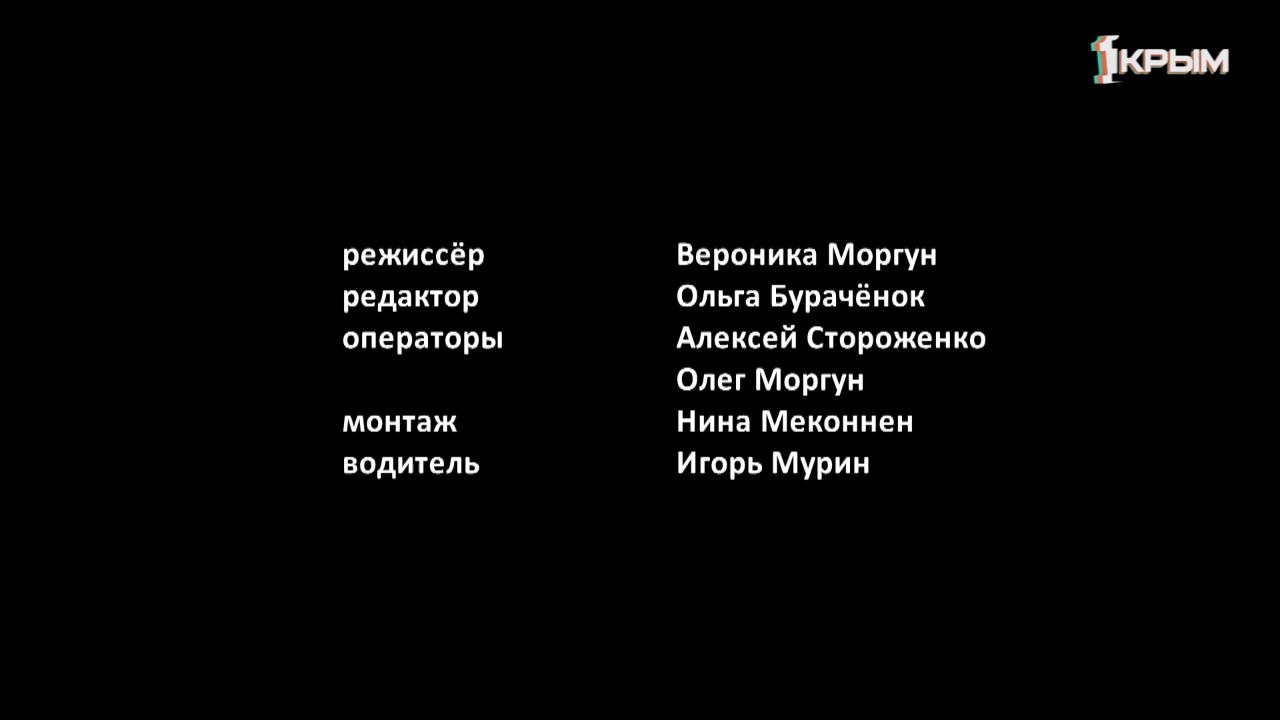 1КРЫМ
режиссёр Вероника Моргун
редактор Ольга Бурачёнок
операторы Алексей Стороженко
Олег Моргун
монтаж Нина Меконнен
водитель Игорь Мурин